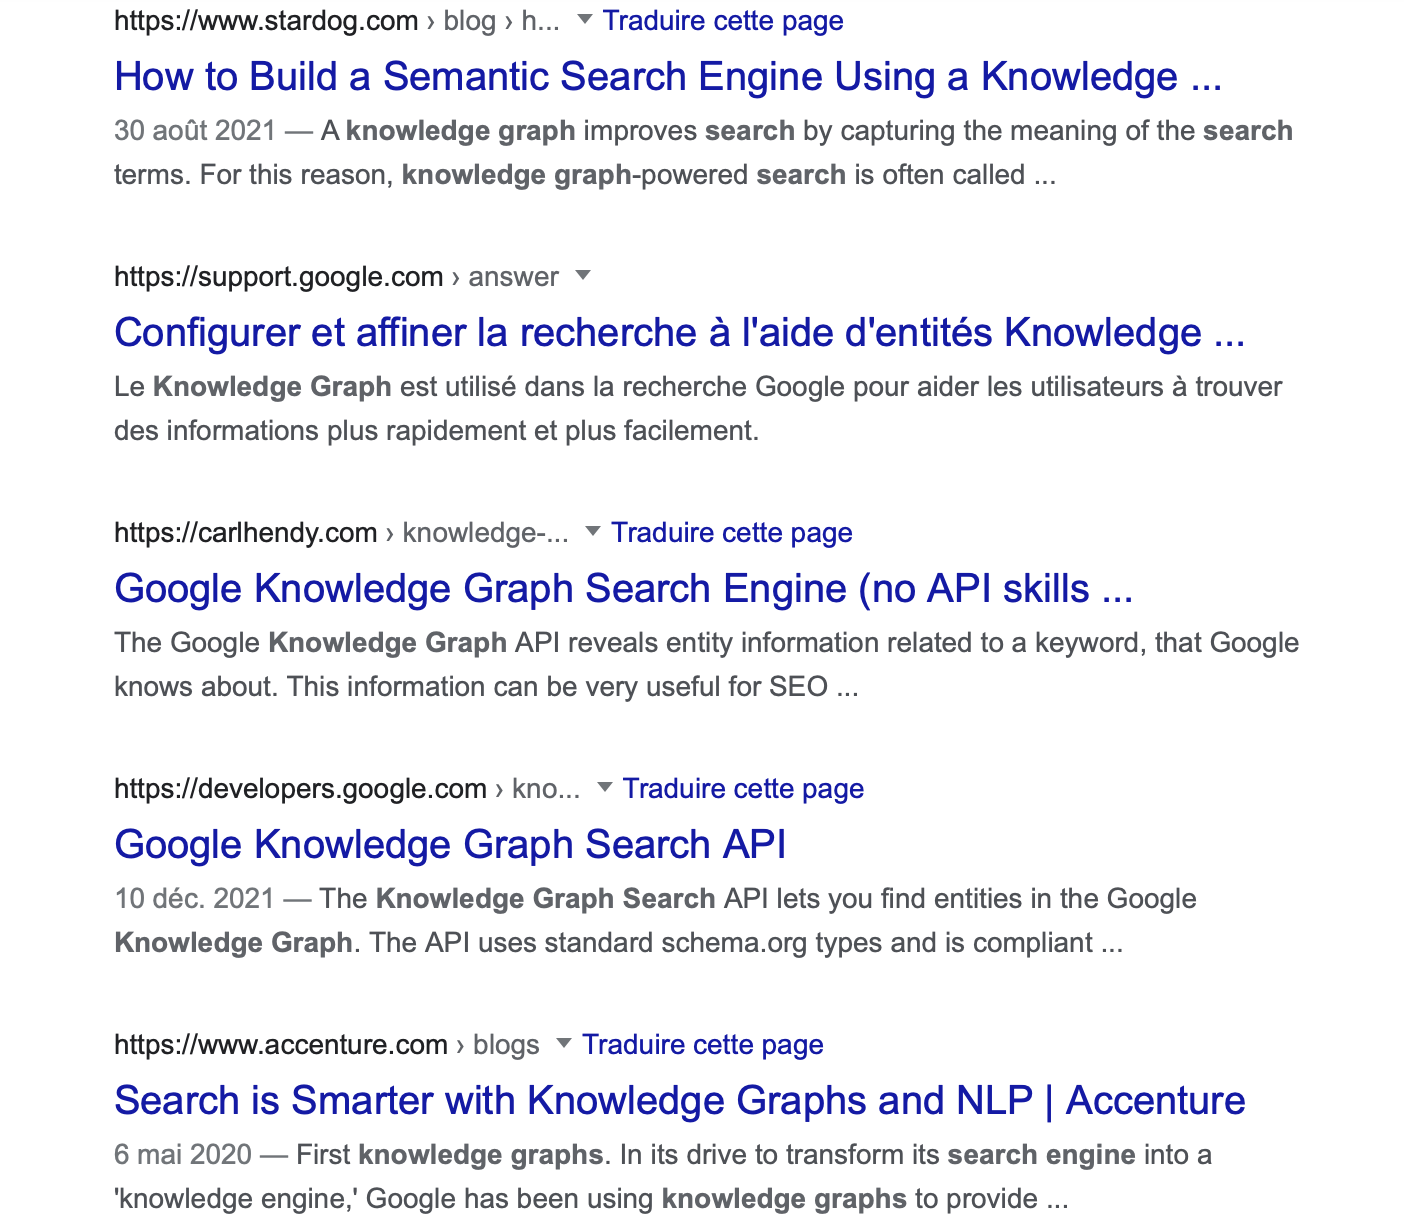 https://www.stardog.com › blog › h... Traduire cette page
How to Build a Semantic Search Engine Using a Knowledge ...
30 août 2021 — A knowledge graph improves search by capturing the meaning of the search
terms. For this reason, knowledge graph-powered search is often called ...
https://support.google.com › answer
Configurer et affiner la recherche à l'aide d'entités Knowledge ...
Le Knowledge Graph est utilisé dans la recherche Google pour aider les utilisateurs à trouver
des informations plus rapidement et plus facilement.
https://carlhendy.com › knowledge-... Traduire cette page
Google Knowledge Graph Search Engine (no API skills ...
The Google Knowledge Graph API reveals entity information related to a keyword, that Google
knows about. This information can be very useful for SEO ...
https://developers.google.com › kno... Traduire cette page
Google Knowledge Graph Search API
10 déc. 2021 — The Knowledge Graph Search API lets you find entities in the Google
Knowledge Graph. The API uses standard schema.org types and is compliant ...
https://www.accenture.com › blogs Traduire cette page
Search is Smarter with Knowledge Graphs and NLP | Accenture
6 mai 2020 — First knowledge graphs. In its drive to transform its search engine into a
'knowledge engine,' Google has been using knowledge graphs to provide ...